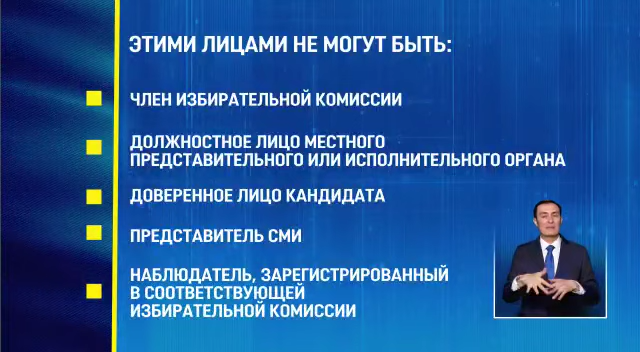 ЭТИМИ ЛИЦАМИ НЕ МОГУТ БЫТЬ:
ЧЛЕН ИЗБИРАТЕЛЬНОЙ КОМИССИИ
ДОЛЖНОСТНОЕ ЛИЦО МЕСТНОГО
ПРЕДСТАВИТЕЛЬНОГО ИЛИ ИСПОЛНИТЕЛЬНОГО ОРГАНА
ДОВЕРЕННОЕ ЛИЦО КАНДИДАТА
ПРЕДСТАВИТЕЛЬ СМИ
НАБЛЮДАТЕЛЬ, ЗАРЕГИСТРИРОВАННЫЙ
В СООТВЕТСТВУЮЩЕЙ
ИЗБИРАТЕЛЬНОЙ КОМИССИИ